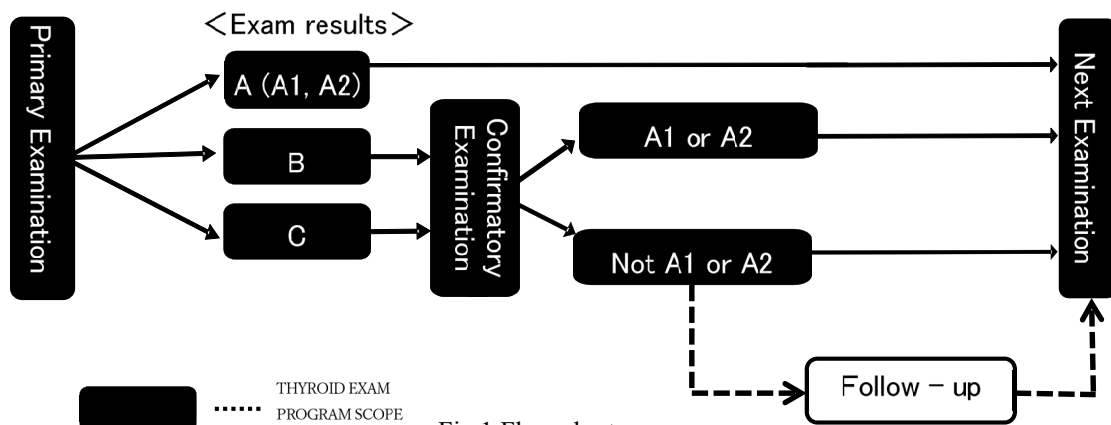 <Exam results>
Primary Examination
A (A1, A2)
B
C
Confirmatory
Examination
A1 or A2
Not A1 or A2
Next Examination
Follow - up
THYROID EXAM
PROGRAM SCOPE